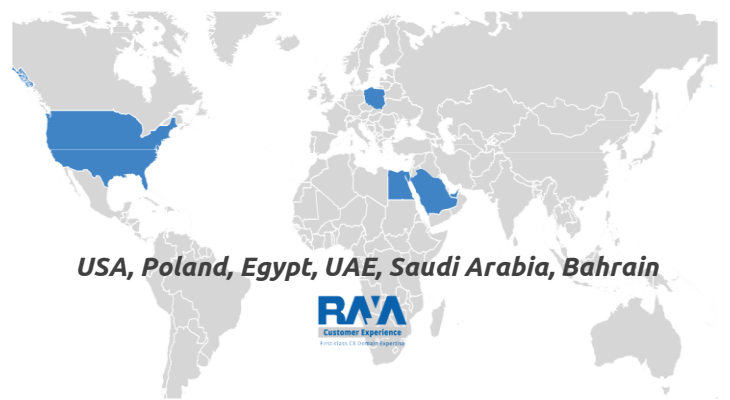 USA, Poland, Egypt, UAE, Saudi Arabia, Bahrain
RAYA
Customer Experience
First-class CX Domain Expertise